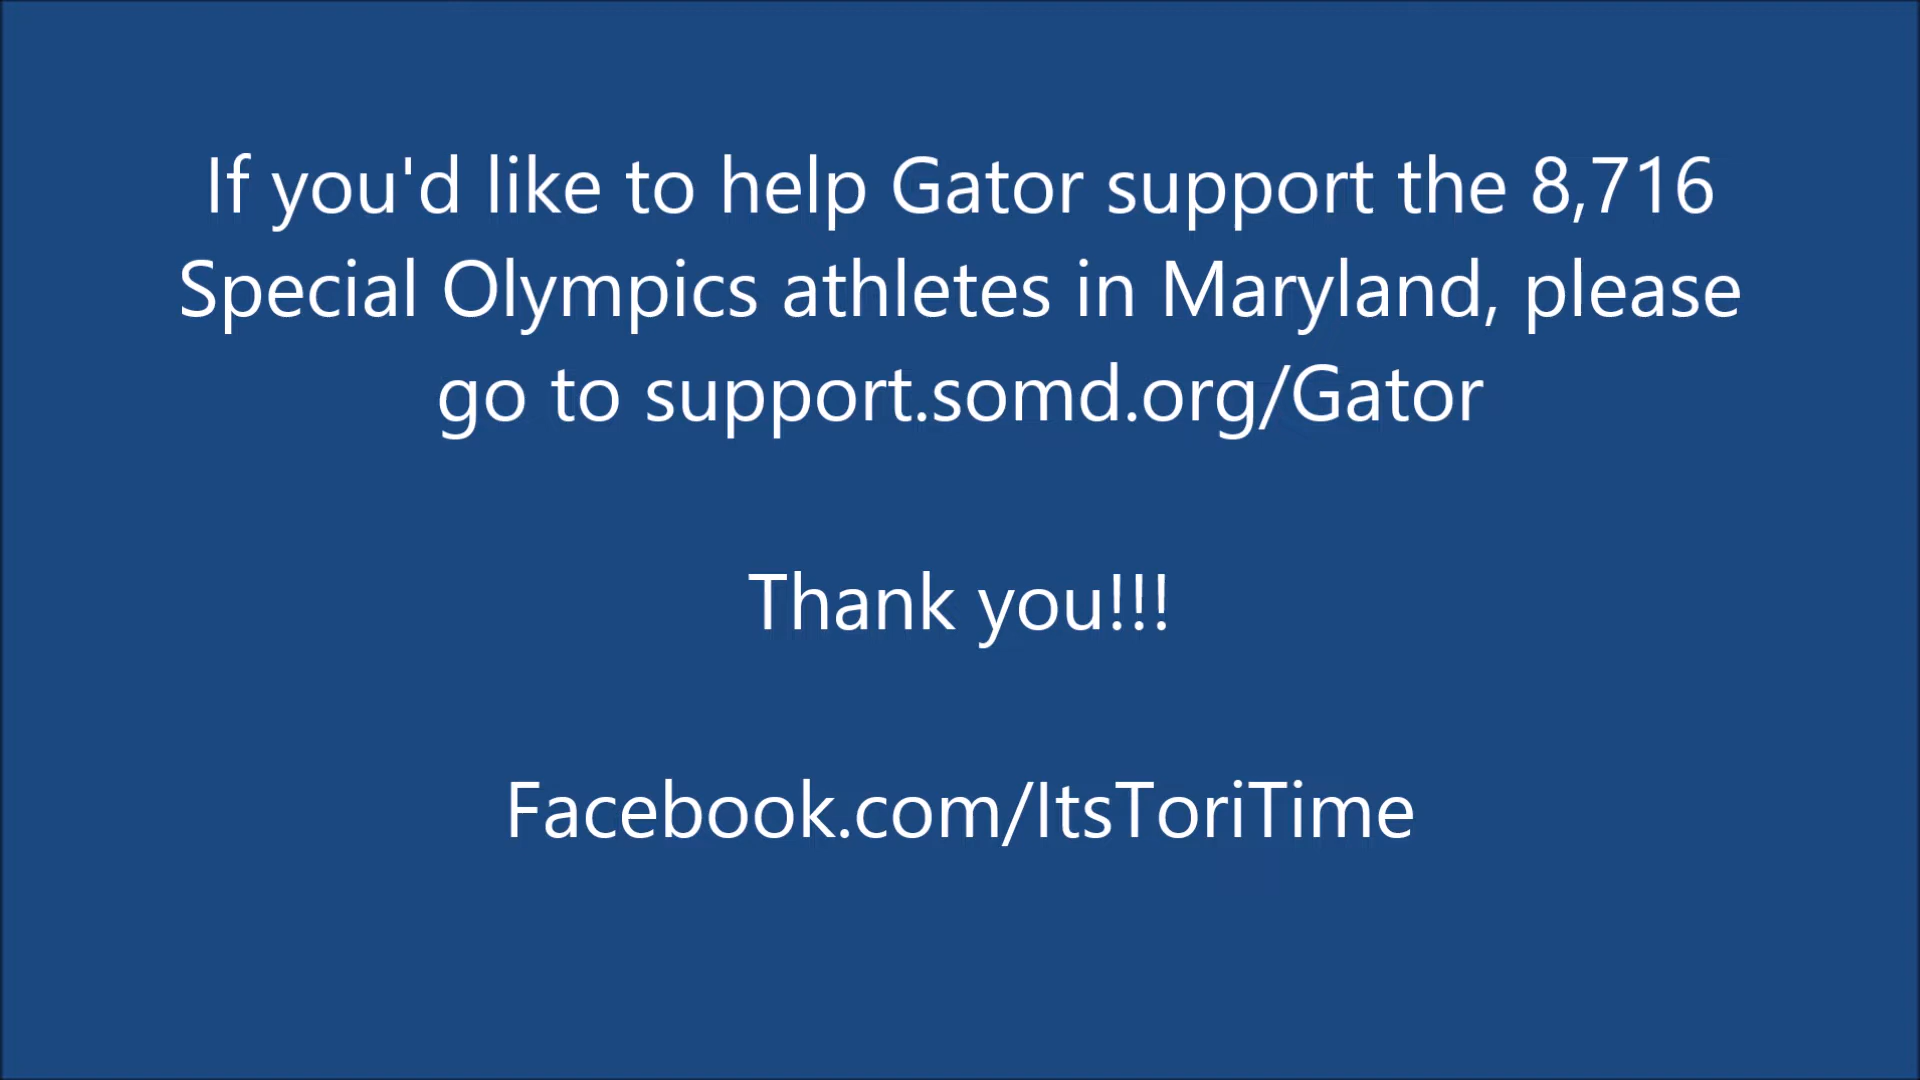 If you'd like to help Gator support the 8,716
Special Olympics athletes in Maryland, please
go to support.somd.org/Gator
Thank you!!!
Facebook.com/ItsToriTime